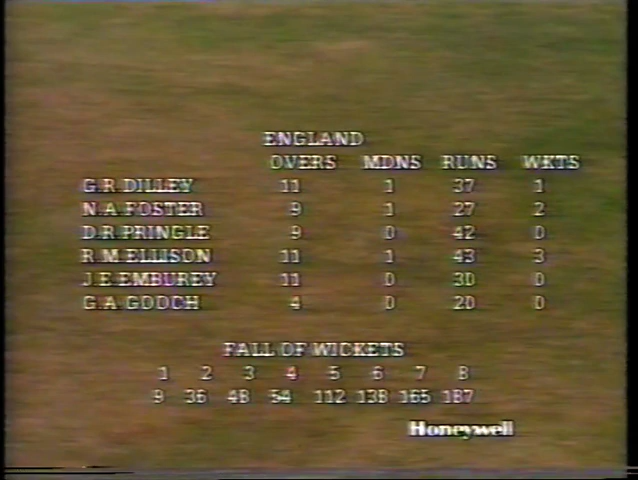 ENGLAND
OVERS MDNS RUNS WKTS
G.R.DILLEY 11 1 37 1
N.A.FOSTER 9 1 27 2
D.R.PRINGLE 9 0 42 0
R.M.ELLISON 11 1 43 3
J.E.EMBUREY 11 0 30 0
G.A.GOOCH 4 0 20 0
FALL OF WICKETS
1 2 3 4 5 6 7 8
9 36 48 54 112 138 165 187
Honeywell